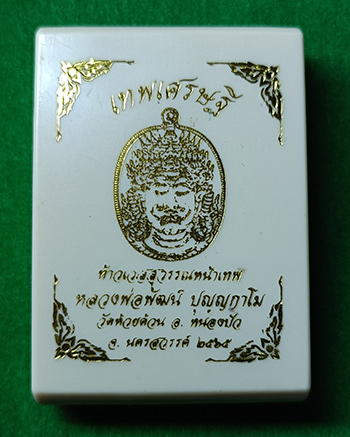 เทพเศรษฐี
ท้าวเวสสุวรรณหน้าเทพ
หลวงพ่อพัฒน์ ปุญฺญกาโม
วัดห้วยด้วน อ. หนองบัว
จ. นครสวรรค์ ๒๕๖๕